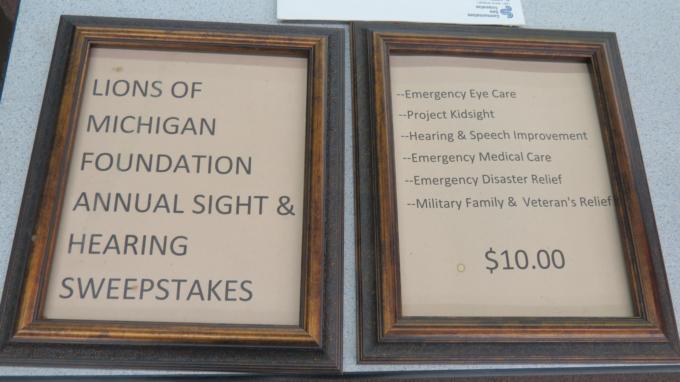 LIONS OF
MICHIGAN
FOUNDATION
ANNUAL SIGHT &
HEARING
SWEEPSTAKES
--Emergency Eye Care
--Project Kidsight
--Hearing & Speech Improvement
--Emergency Medical Care
--Emergency Disaster Relief
--Military Family & Veteran's Relief
$10.00